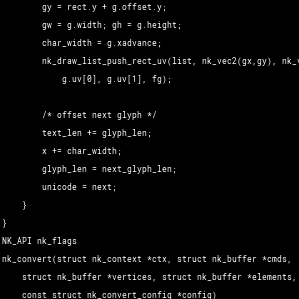 gy = rect.y + g.offset.y;
gw = g.width; gh = g.height;
char_width = g.xadvance;
nk_draw_list_push_rect_uv(list, nk_vec2(gx,gy), nk_v
g.uv[0], g.uv[1], fg);
/* offset next glyph */
text_len += glyph_len;
x += char_width;
glyph_len = next_glyph_len;
unicode = next;
}
}
NK_API nk_flags
nk_convert(struct nk_context *ctx, struct nk_buffer *cmds,
struct nk_buffer *vertices, struct nk_buffer *elements,
const struct nk_convert_config *config)